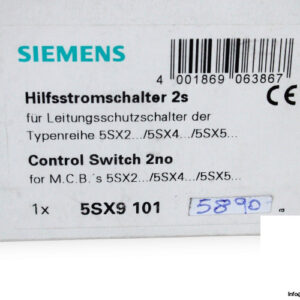 SIEMENS
4 001869 063867
CE
Hilfsstromschalter 2s
für Leitungsschutzschalter der
Typenreihe 5SX2.../5SX4.../5SX5...
Control Switch 2no
for M.C.B.`s 5SX2.../5SX4.../5SX5...
1x 5SX9 101 5890